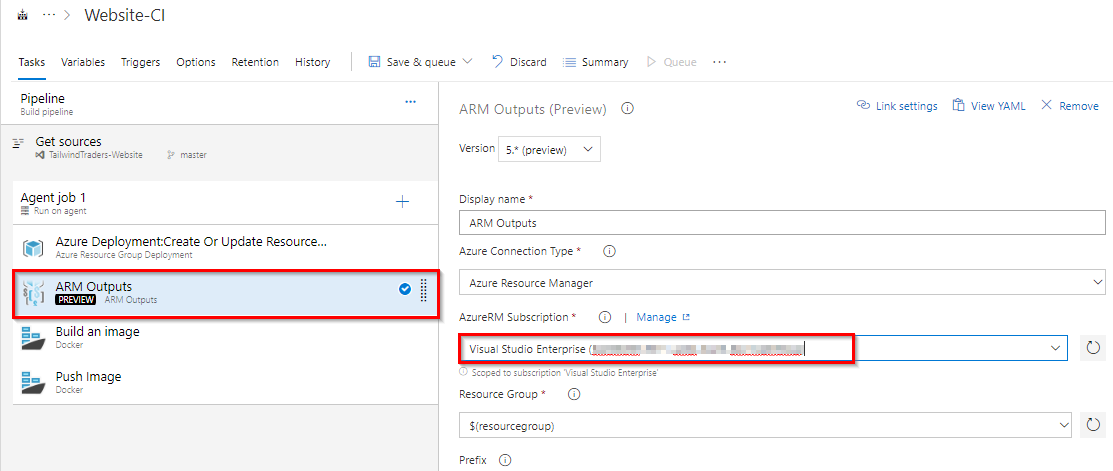 ··· > Website-CI
Tasks Variables Triggers Options Retention History Save & queue Discard Summary Queue ···
Pipeline ···
Build pipeline
Get sources
TailwindTraders-Website master
Agent job 1 +
Run on agent
Azure Deployment:Create Or Update Resource...
Azure Resource Group Deployment
ARM Outputs
PREVIEW ARM Outputs
Build an image
Docker
Push Image
Docker
ARM Outputs (Preview) Link settings View YAML Remove
Version 5.* (preview)
Display name *
ARM Outputs
Azure Connection Type *
Azure Resource Manager
AzureRM Subscription * | Manage
Visual Studio Enterprise (
Scoped to subscription 'Visual Studio Enterprise'
Resource Group *
$(resourcegroup)
Prefix